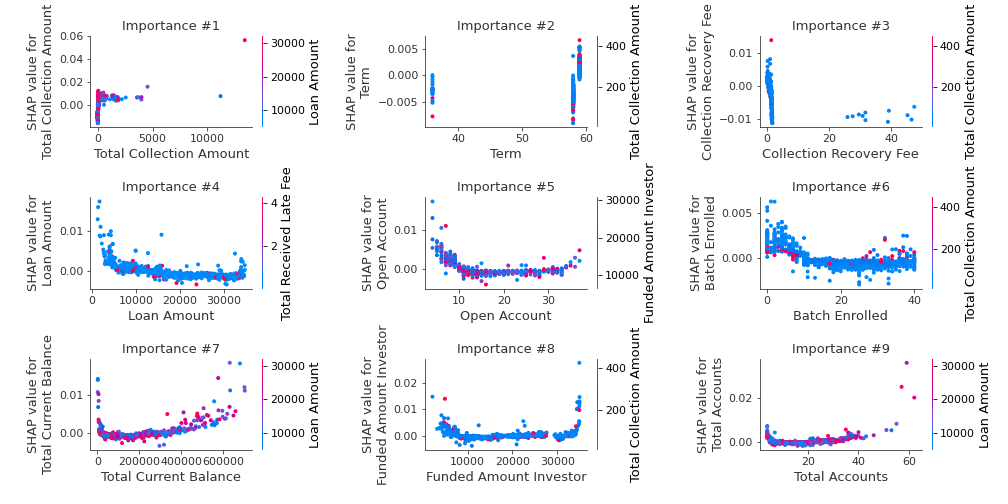 Importance #1
SHAP value for
Total Collection Amount
0.06
0.04
0.02
0.00
0
5000
10000
Total Collection Amount
30000
20000
10000
Loan Amount
Importance #2
SHAP value for
Term
0.005
0.000
−0.005
40
50
60
Term
400
200
Total Collection Amount
Importance #3
SHAP value for
Collection Recovery Fee
0.01
0.00
−0.01
0
20
40
Collection Recovery Fee
400
200
Total Collection Amount
Importance #4
SHAP value for
Loan Amount
0.01
0.00
0
10000
20000
30000
Loan Amount
4
2
Total Received Late Fee
Importance #5
SHAP value for
Open Account
0.01
0.00
10
20
30
Open Account
30000
20000
10000
Funded Amount Investor
Importance #6
SHAP value for
Batch Enrolled
0.005
0.000
0
20
40
Batch Enrolled
400
200
Total Collection Amount
Importance #7
SHAP value for
Total Current Balance
0.01
0.00
0
200000
400000
600000
Total Current Balance
30000
20000
10000
Loan Amount
Importance #8
SHAP value for
Funded Amount Investor
0.02
0.01
0.00
10000
20000
30000
Funded Amount Investor
400
200
Total Collection Amount
Importance #9
SHAP value for
Total Accounts
0.02
0.00
20
40
60
Total Accounts
30000
20000
10000
Loan Amount